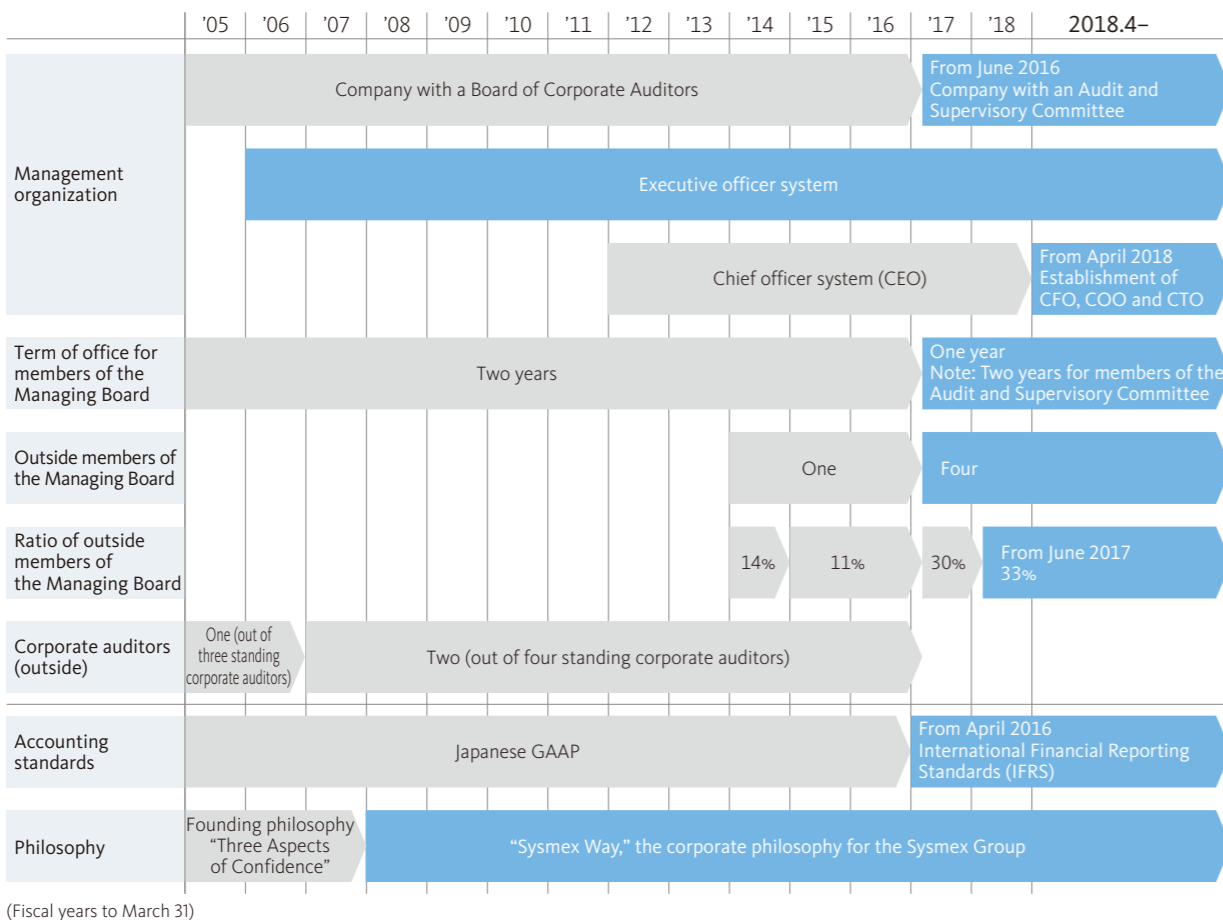 ’05 ’06 ’07 ’08 ’09 ’10 ’11 ’12 ’13 ’14 ’15 ’16 ’17 ’18 2018.4–
Management
organization
Company with a Board of Corporate Auditors
From June 2016
Company with an Audit and
Supervisory Committee
Executive officer system
Chief officer system (CEO)
From April 2018
Establishment of
CFO, COO and CTO
Term of office for
members of the
Managing Board
Two years
One year
Note: Two years for members of the
Audit and Supervisory Committee
Outside members of
the Managing Board
One
Four
Ratio of outside
members of
the Managing Board
14%
11%
30%
From June 2017
33%
Corporate auditors
(outside)
One (out of
three standing
corporate auditors)
Two (out of four standing corporate auditors)
Accounting
standards
Japanese GAAP
From April 2016
International Financial Reporting
Standards (IFRS)
Philosophy
Founding philosophy
“Three Aspects
of Confidence”
“Sysmex Way,” the corporate philosophy for the Sysmex Group
(Fiscal years to March 31)